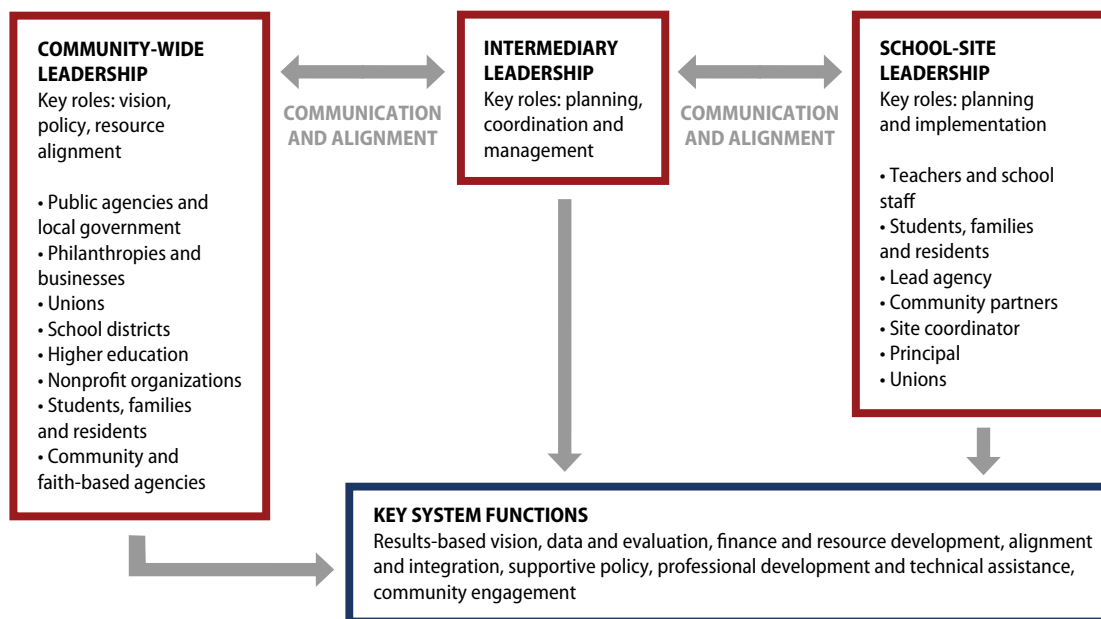 COMMUNITY-WIDE
LEADERSHIP
Key roles: vision,
policy, resource
alignment
• Public agencies and
local government
• Philanthropies and
businesses
• Unions
• School districts
• Higher education
• Nonprofit organizations
• Students, families
and residents
• Community and
faith-based agencies
COMMUNICATION
AND ALIGNMENT
INTERMEDIARY
LEADERSHIP
Key roles: planning,
coordination and
management
COMMUNICATION
AND ALIGNMENT
SCHOOL-SITE
LEADERSHIP
Key roles: planning
and implementation
• Teachers and school
staff
• Students, families
and residents
• Lead agency
• Community partners
• Site coordinator
• Principal
• Unions
KEY SYSTEM FUNCTIONS
Results-based vision, data and evaluation, finance and resource development, alignment
and integration, supportive policy, professional development and technical assistance,
community engagement